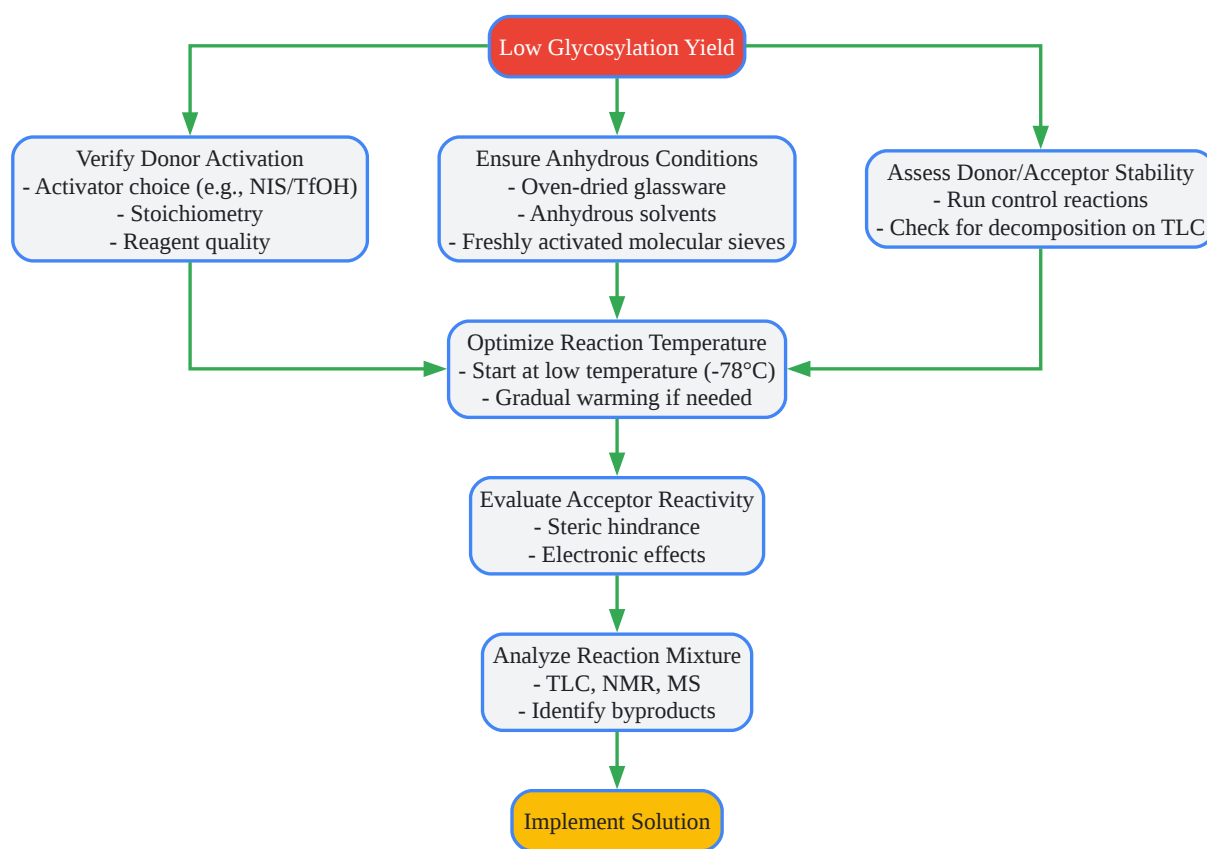 Low Glycosylation Yield
Verify Donor Activation
- Activator choice (e.g., NIS/TfOH)
- Stoichiometry
- Reagent quality
Ensure Anhydrous Conditions
- Oven-dried glassware
- Anhydrous solvents
- Freshly activated molecular sieves
Assess Donor/Acceptor Stability
- Run control reactions
- Check for decomposition on TLC
Optimize Reaction Temperature
- Start at low temperature (-78°C)
- Gradual warming if needed
Evaluate Acceptor Reactivity
- Steric hindrance
- Electronic effects
Analyze Reaction Mixture
- TLC, NMR, MS
- Identify byproducts
Implement Solution